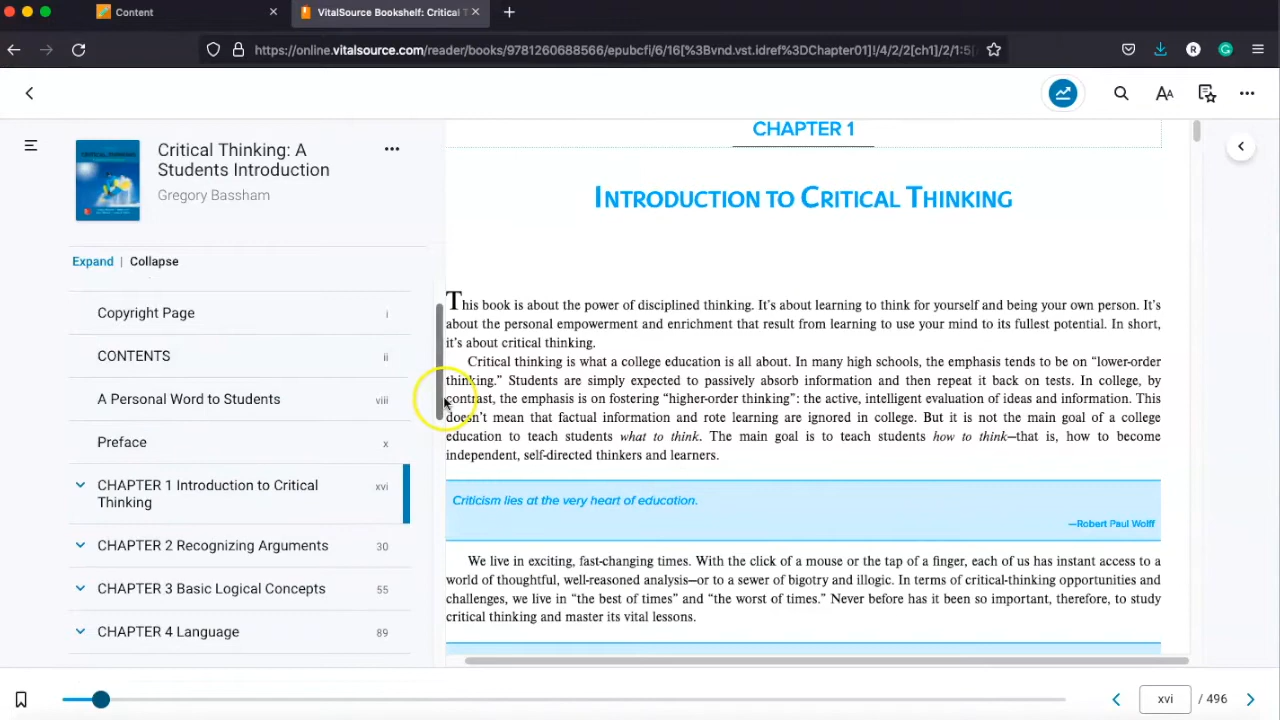 Content
VitalSource Bookshelf: Critical T
https://online.vitalsource.com/reader/books/9781260688566/epubcfi/6/16[%3Bvnd.vst.idref%3DChapter01]!/4/2/2[ch1]/2/1:5[
R
AA
Critical Thinking: A
Students Introduction
Gregory Bassham
Expand | Collapse
Copyright Page i
CONTENTS ii
A Personal Word to Students viii
Preface x
CHAPTER 1 Introduction to Critical xvi
Thinking
CHAPTER 2 Recognizing Arguments 30
CHAPTER 3 Basic Logical Concepts 55
CHAPTER 4 Language 89
CHAPTER 1
INTRODUCTION TO CRITICAL THINKING
This book is about the power of disciplined thinking. It’s about learning to think for yourself and being your own person. It’s
about the personal empowerment and enrichment that result from learning to use your mind to its fullest potential. In short,
it’s about critical thinking.
Critical thinking is what a college education is all about. In many high schools, the emphasis tends to be on “lower-order
thinking.” Students are simply expected to passively absorb information and then repeat it back on tests. In college, by
contrast, the emphasis is on fostering “higher-order thinking”: the active, intelligent evaluation of ideas and information. This
doesn’t mean that factual information and rote learning are ignored in college. But it is not the main goal of a college
education to teach students what to think. The main goal is to teach students how to think—that is, how to become
independent, self-directed thinkers and learners.
Criticism lies at the very heart of education.
—Robert Paul Wolff
We live in exciting, fast-changing times. With the click of a mouse or the tap of a finger, each of us has instant access to a
world of thoughtful, well-reasoned analysis—or to a sewer of bigotry and illogic. In terms of critical-thinking opportunities and
challenges, we live in “the best of times” and “the worst of times.” Never before has it been so important, therefore, to study
critical thinking and master its vital lessons.
xvi / 496